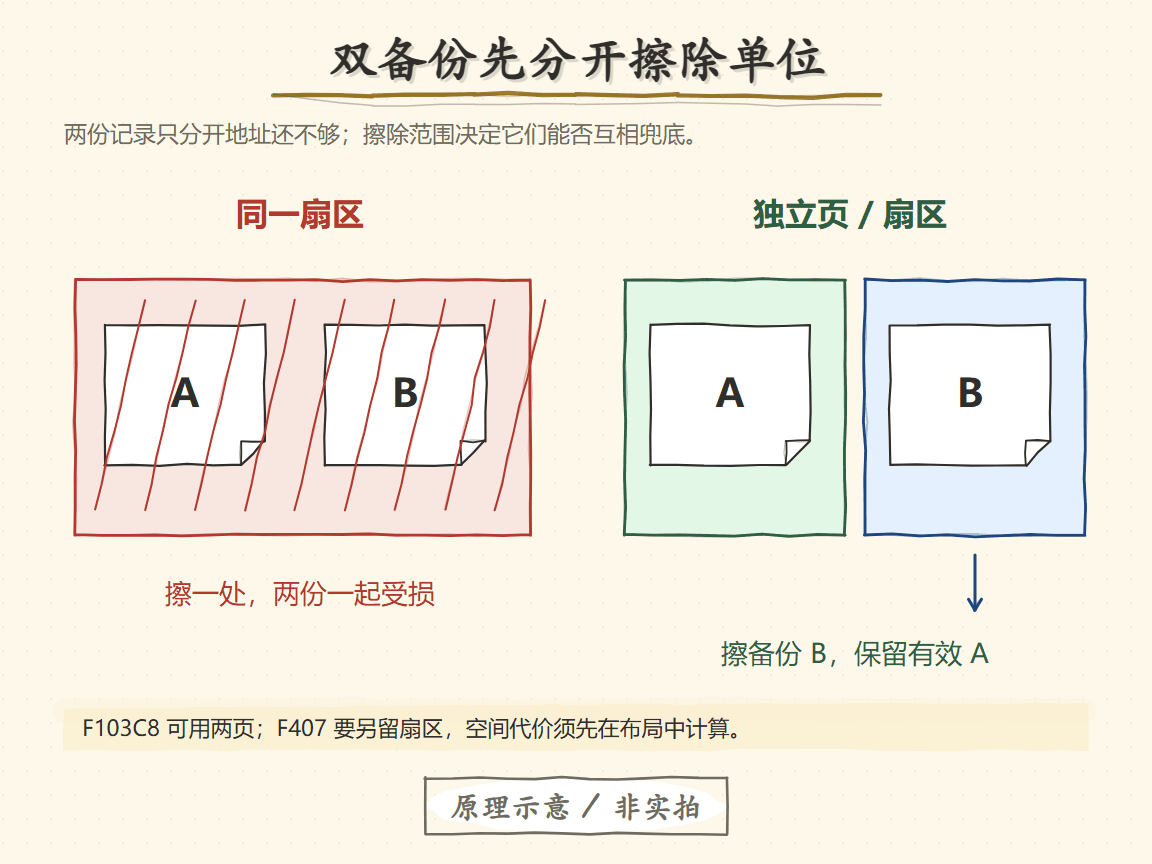 双备份先分开擦除单位
两份记录只分开地址还不够；擦除范围决定它们能否互相兜底。
同一扇区
独立页 / 扇区
A
B
A
B
擦一处，两份一起受损
擦备份 B，保留有效 A
F103C8 可用两页；F407 要另留扇区，空间代价须先在布局中计算。
原理示意 / 非实拍